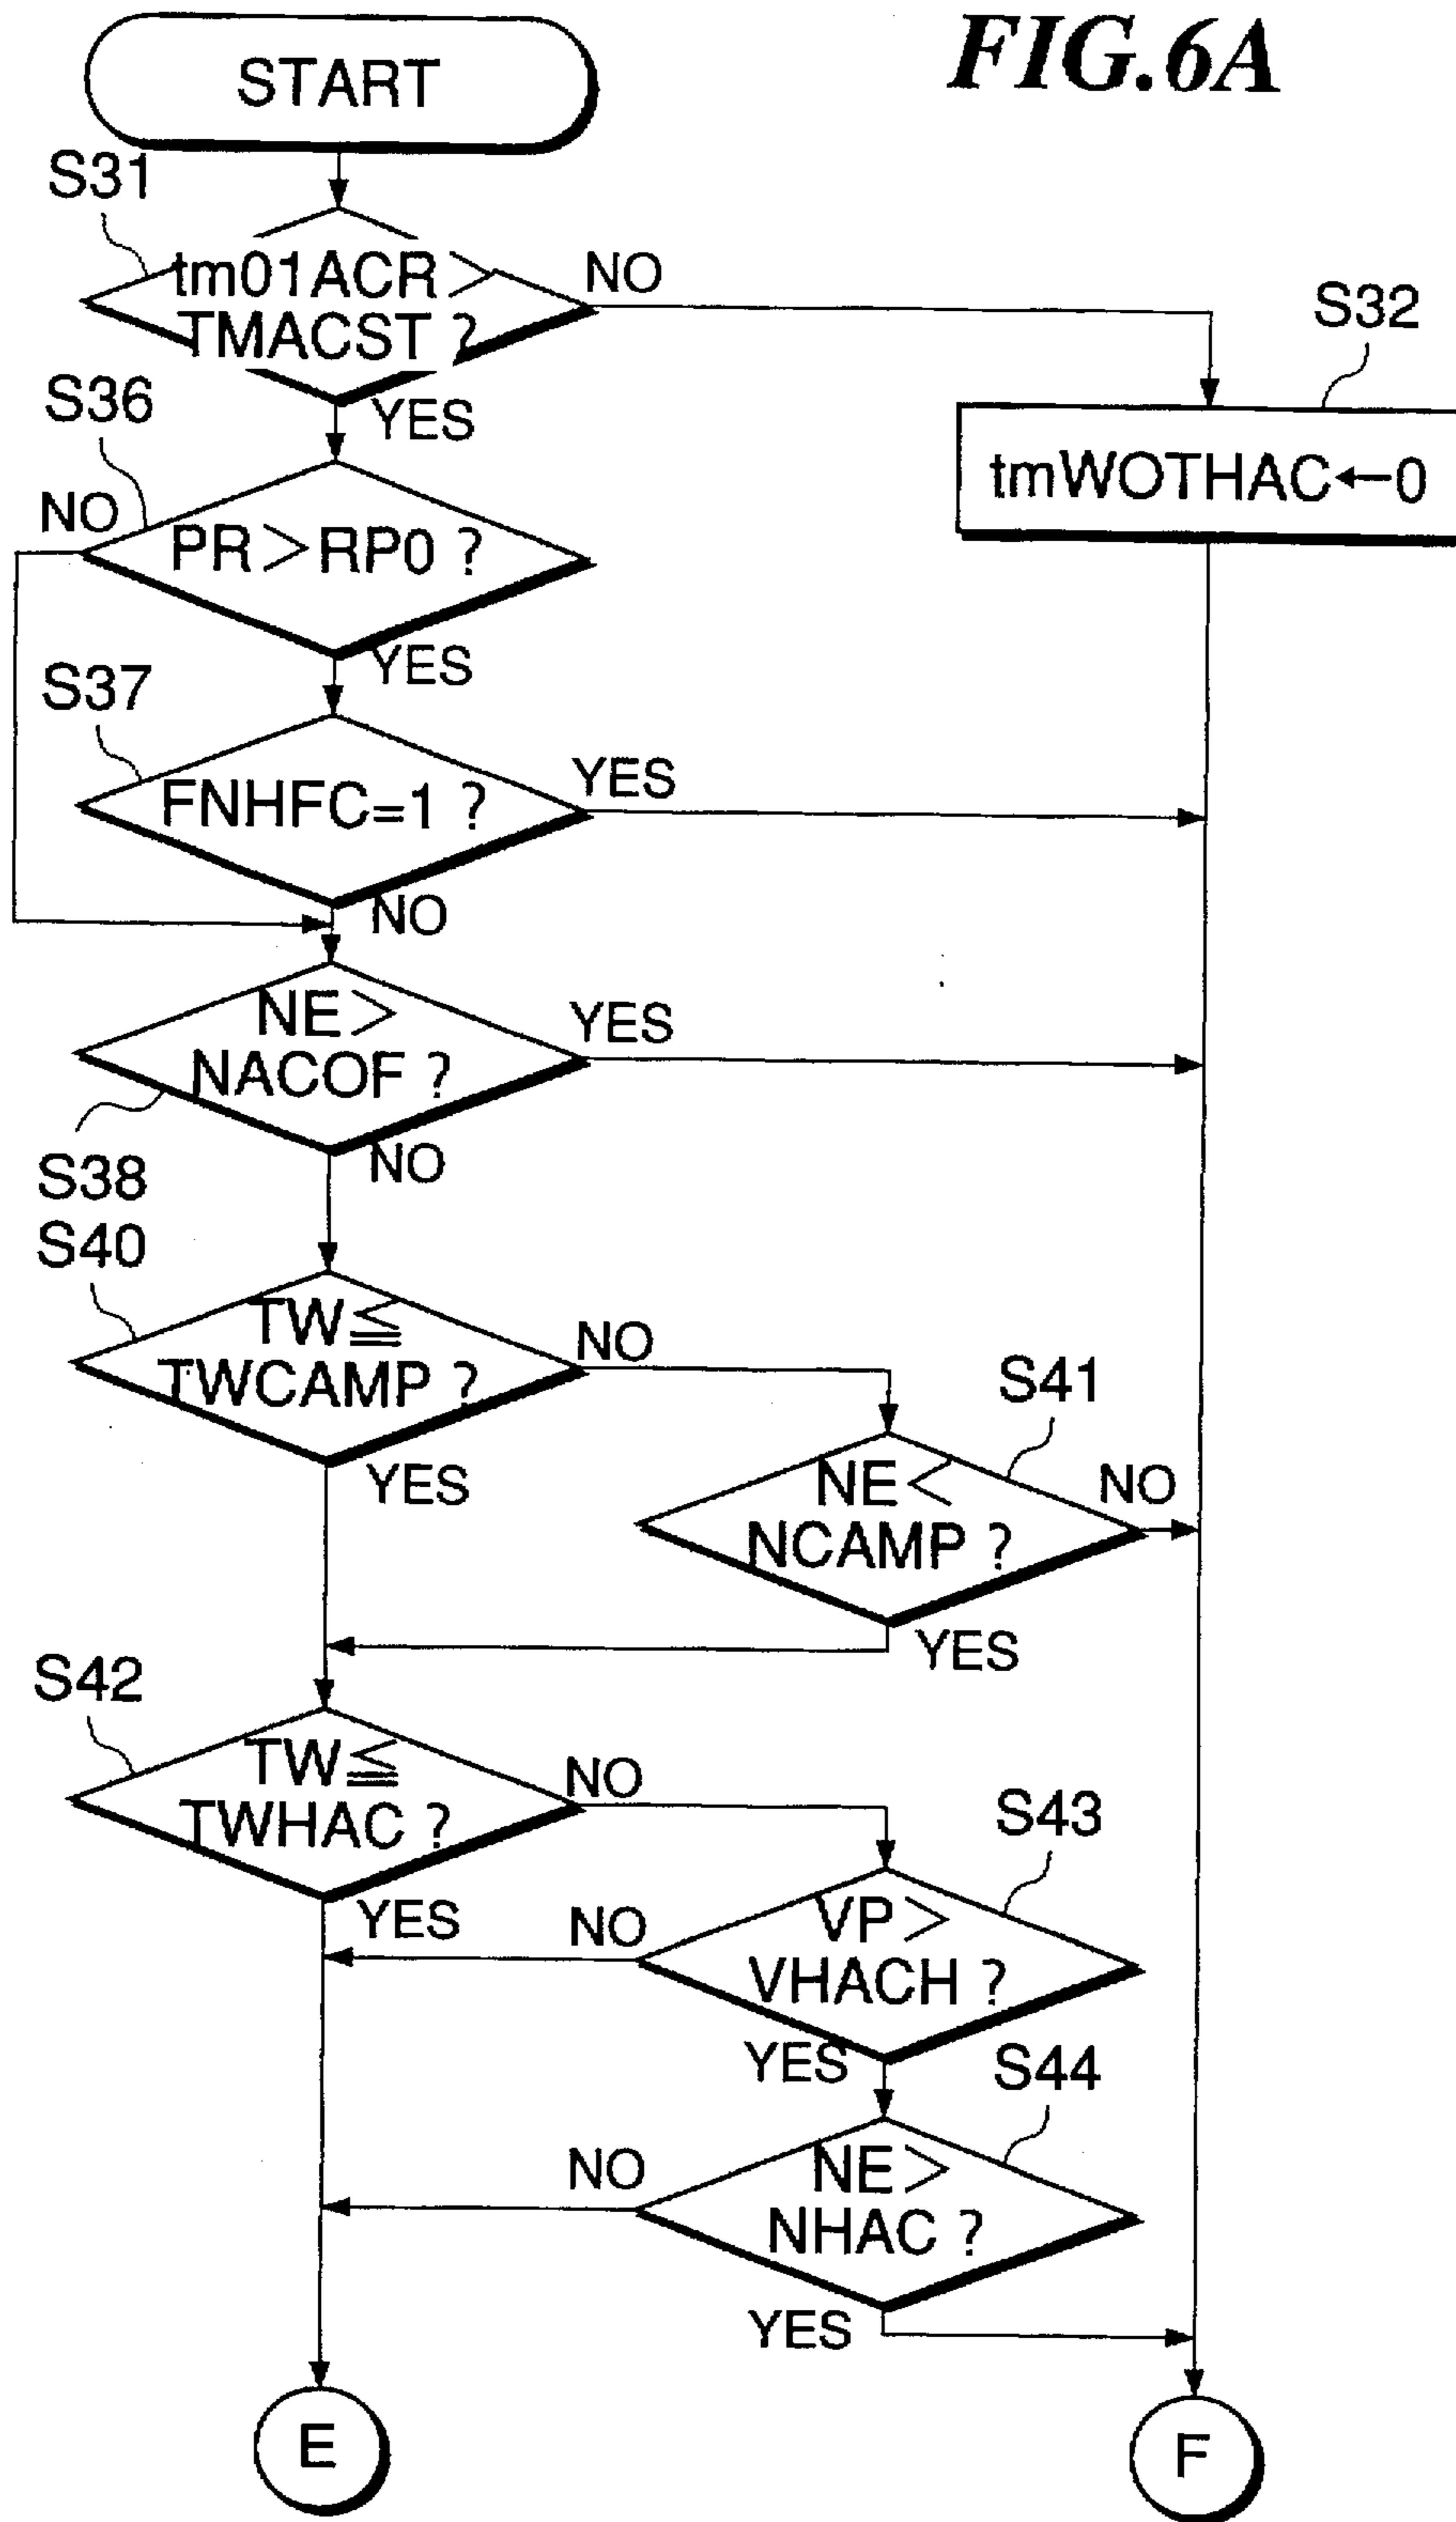 FIG.6A
START
S31
tm01ACR>
TMACST ?
NO
YES
S32
tmWOTHAC←0
S36
NO
PR>RP0 ?
YES
S37
FNHFC=1 ?
YES
NO
NE>
NACOF ?
YES
S38
NO
S40
TW≦
TWCAMP ?
NO
YES
S41
NE<
NCAMP ?
NO
YES
S42
TW≦
TWHAC ?
NO
YES
S43
VP>
VHACH ?
NO
YES
S44
NE>
NHAC ?
NO
YES
E
F